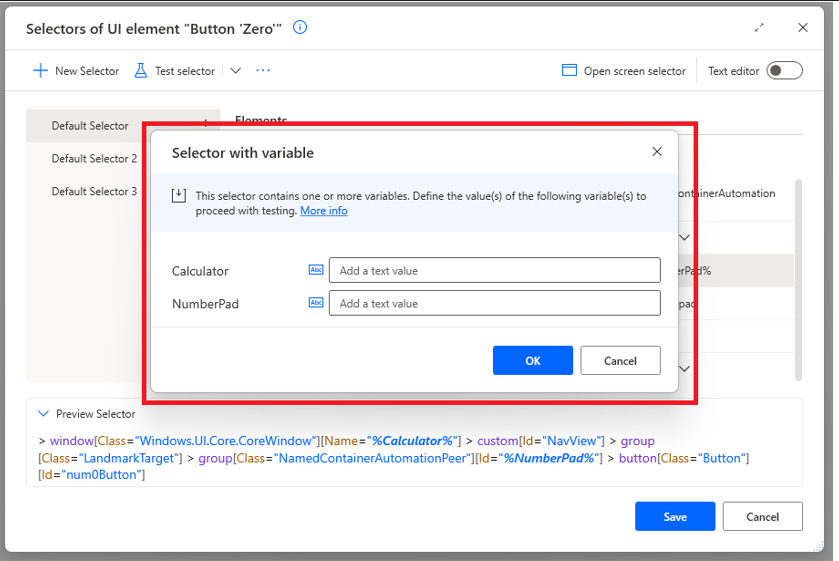 Selectors of UI element "Button 'Zero'"
New Selector
Test selector
Open screen selector
Text editor
Default Selector
Elements
Default Selector 2
Default Selector 3
Selector with variable
This selector contains one or more variables. Define the value(s) of the following variable(s) to
proceed with testing. More info
Calculator
Abc
Add a text value
NumberPad
Abc
Add a text value
OK
Cancel
ontainerAutomation
erPad%
pad
Preview Selector
> window[Class="Windows.UI.Core.CoreWindow"][Name="%Calculator%"] > custom[Id="NavView"] > group
[Class="LandmarkTarget"] > group[Class="NamedContainerAutomationPeer"][Id="%NumberPad%"] > button[Class="Button"]
[Id="num0Button"]
Save
Cancel